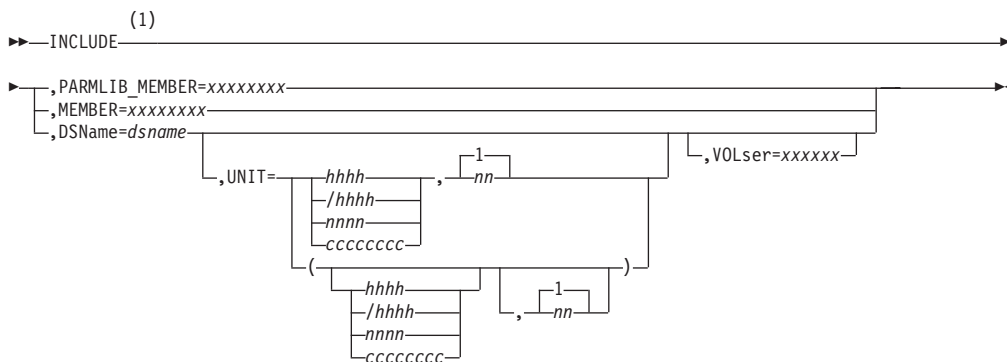 (1)
INCLUDE
,PARMLIB_MEMBER=xxxxxxxx
,MEMBER=xxxxxxxx
,DSName=dsname
,UNIT= hhhh , 1 ,VOLser=xxxxxx
nn
/hhhh
nnnn
cccccccc
( )
hhhh , 1
nn
/hhhh
nnnn
cccccccc